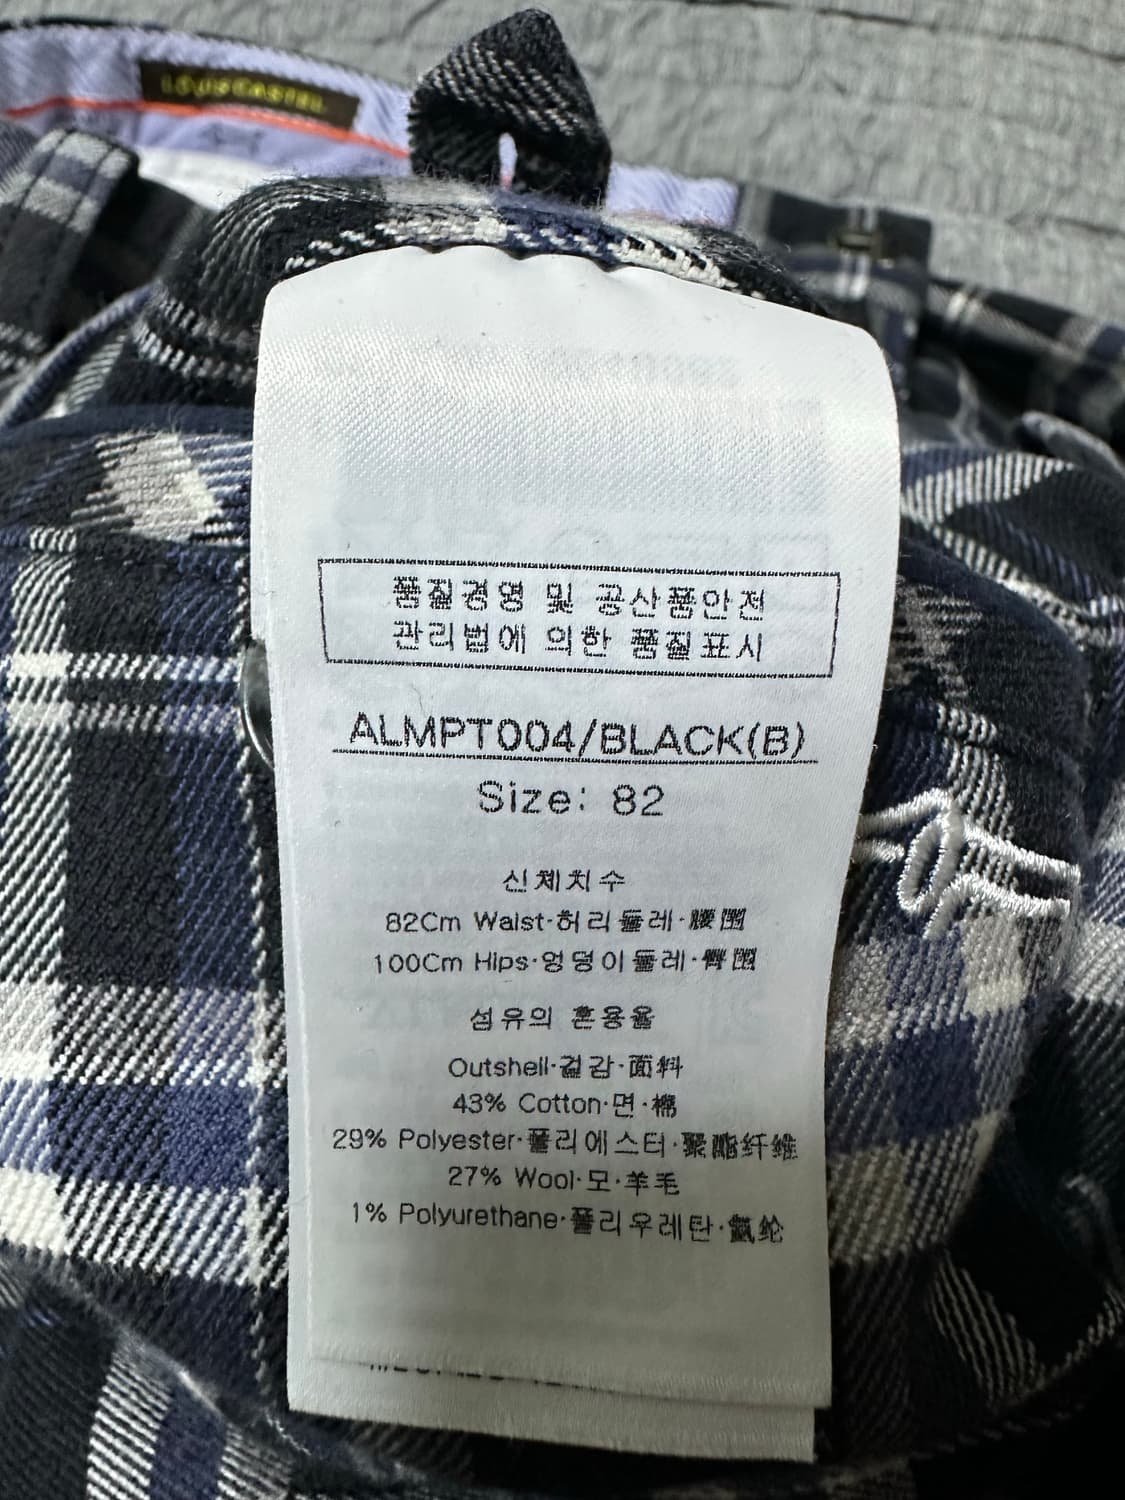 LOUISCASTEL
품질경영 및 공산품안전
관리법에 의한 품질표시
ALMPT004/BLACK(B)
Size: 82
신체치수
82Cm Waist·허리둘레·腰围
100Cm Hips·엉덩이둘레·臀围
섬유의 혼용율
Outshell·겉감·面料
43% Cotton·면·棉
29% Polyester·폴리에스터·聚酯纤维
27% Wool·모·羊毛
1% Polyurethane·폴리우레탄·氨纶